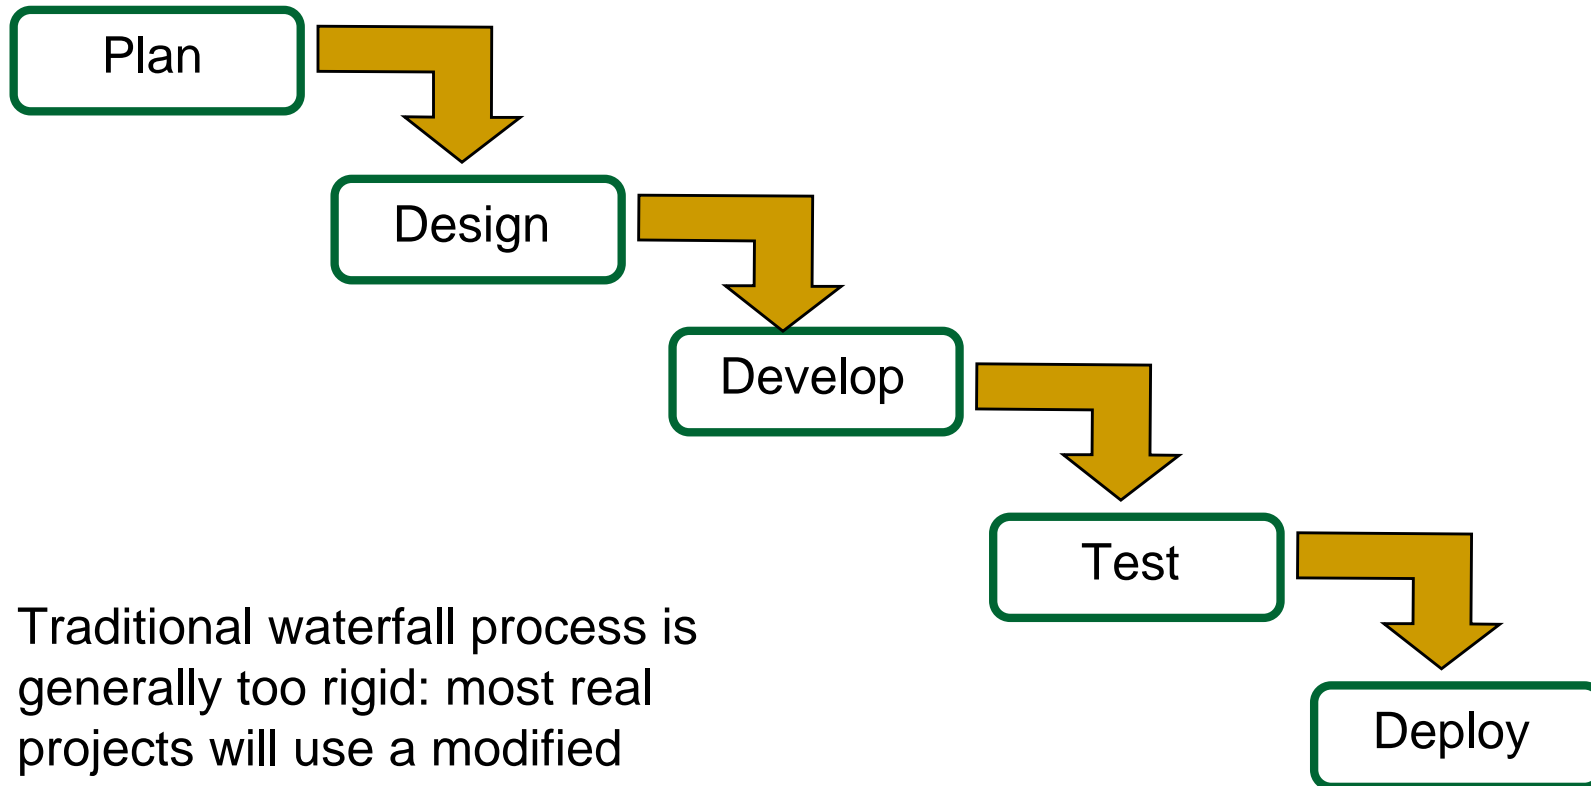 Plan
Design
Develop
Test
Deploy
Traditional waterfall process is
generally too rigid: most real
projects will use a modified